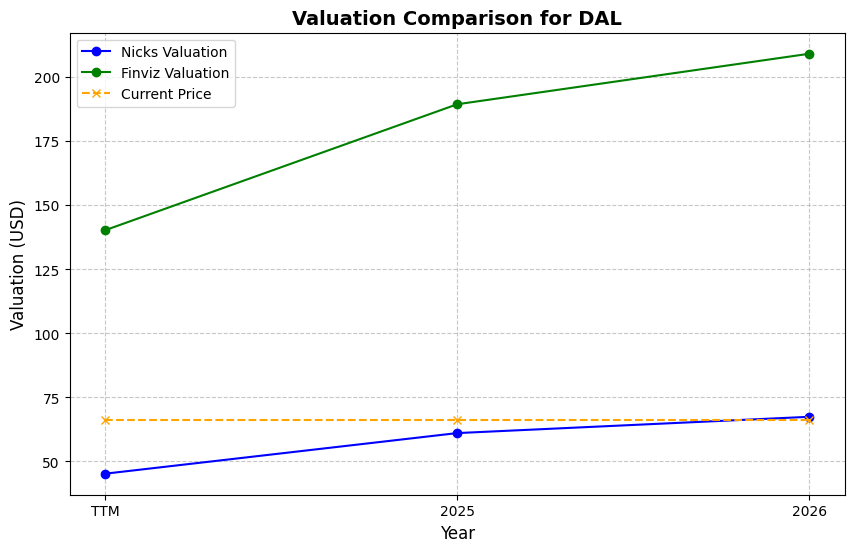 Valuation Comparison for DAL
Nicks Valuation
Finviz Valuation
Current Price
Valuation (USD)
200
175
150
125
100
75
50
TTM
2025
2026
Year